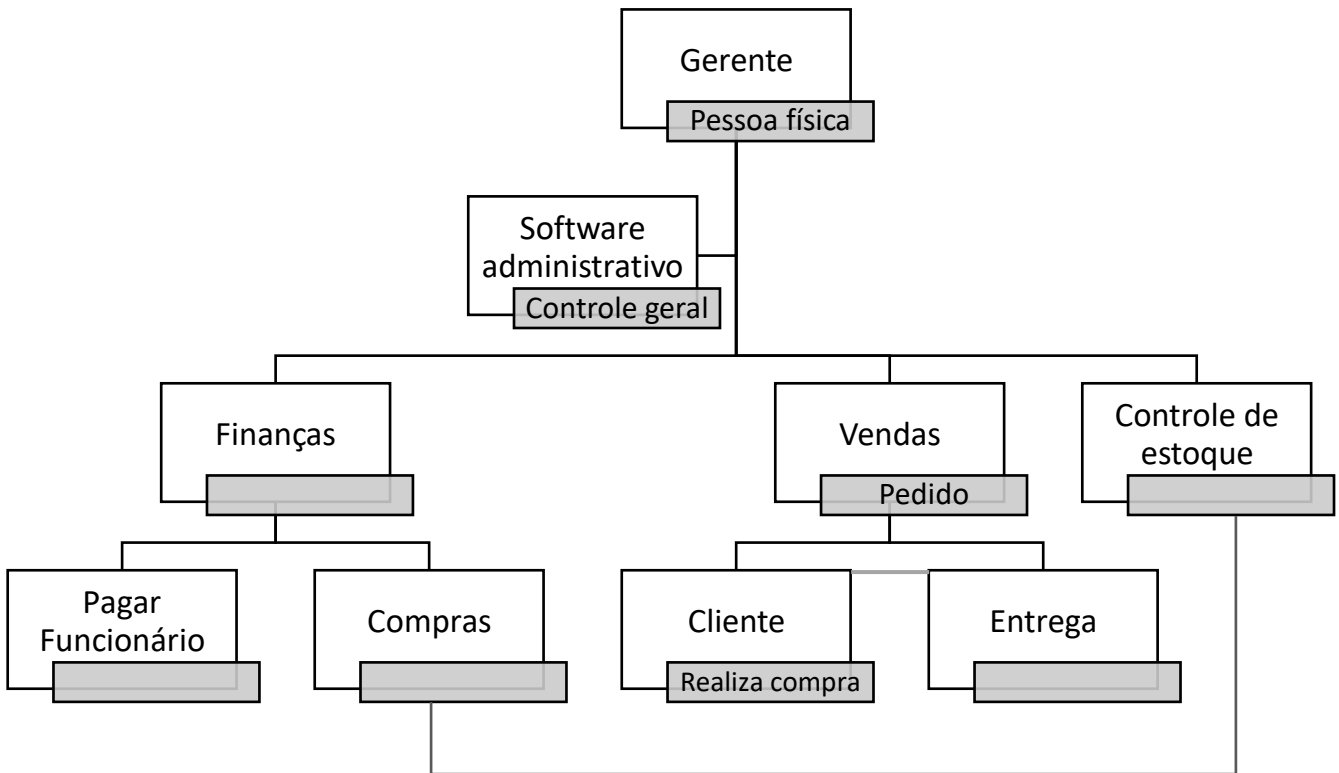 Gerente
Pessoa física
Software
administrativo
Controle geral
Finanças
Vendas
Pedido
Controle de
estoque
Pagar
Funcionário
Compras
Cliente
Realiza compra
Entrega